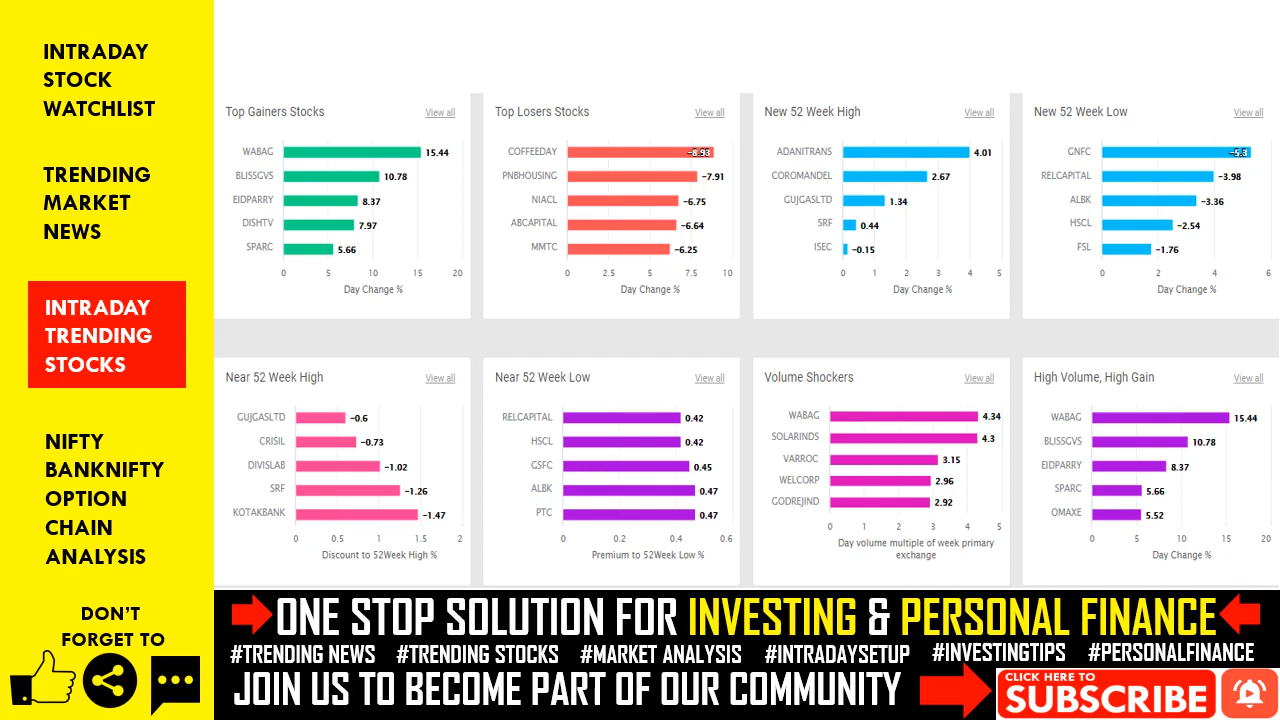 INTRADAY
STOCK
WATCHLIST
TRENDING
MARKET
NEWS
INTRADAY
TRENDING
STOCKS
NIFTY
BANKNIFTY
OPTION
CHAIN
ANALYSIS
DON'T
FORGET TO
Top Gainers Stocks View all
WABAG 15.44
BLISSGVS 10.78
EIDPARRY 8.37
DISHTV 7.97
SPARC 5.66
0 5 10 15 20
Day Change %
Top Losers Stocks View all
COFFEEDAY -8.93
PNBHOUSING -7.91
NIACL -6.75
ABCAPITAL -6.64
MMTC -6.25
0 2.5 5 7.5 10
Day Change %
New 52 Week High View all
ADANITRANS 4.01
COROMANDEL 2.67
GUJGASLTD 1.34
SRF 0.44
ISEC -0.15
0 1 2 3 4 5
Day Change %
New 52 Week Low View all
GNFC -5.3
RELCAPITAL -3.98
ALBK -3.36
HSCL -2.54
FSL -1.76
0 2 4 6
Day Change %
Near 52 Week High View all
GUJGASLTD -0.6
CRISIL -0.73
DIVISLAB -1.02
SRF -1.26
KOTAKBANK -1.47
0 0.5 1 1.5 2
Discount to 52Week High %
Near 52 Week Low View all
RELCAPITAL 0.42
HSCL 0.42
GSFC 0.45
ALBK 0.47
PTC 0.47
0 0.2 0.4 0.6
Premium to 52Week Low %
Volume Shockers View all
WABAG 4.34
SOLARINDS 4.3
VARROC 3.15
WELCORP 2.96
GODREJIND 2.92
0 1 2 3 4 5
Day volume multiple of week primary
exchange
High Volume, High Gain View all
WABAG 15.44
BLISSGVS 10.78
EIDPARRY 8.37
SPARC 5.66
OMAXE 5.52
0 5 10 15 20
Day Change %
ONE STOP SOLUTION FOR INVESTING & PERSONAL FINANCE
#TRENDING NEWS #TRENDING STOCKS #MARKET ANALYSIS #INTRADAYSETUP #INVESTINGTIPS #PERSONALFINANCE
JOIN US TO BECOME PART OF OUR COMMUNITY
CLICK HERE TO
SUBSCRIBE